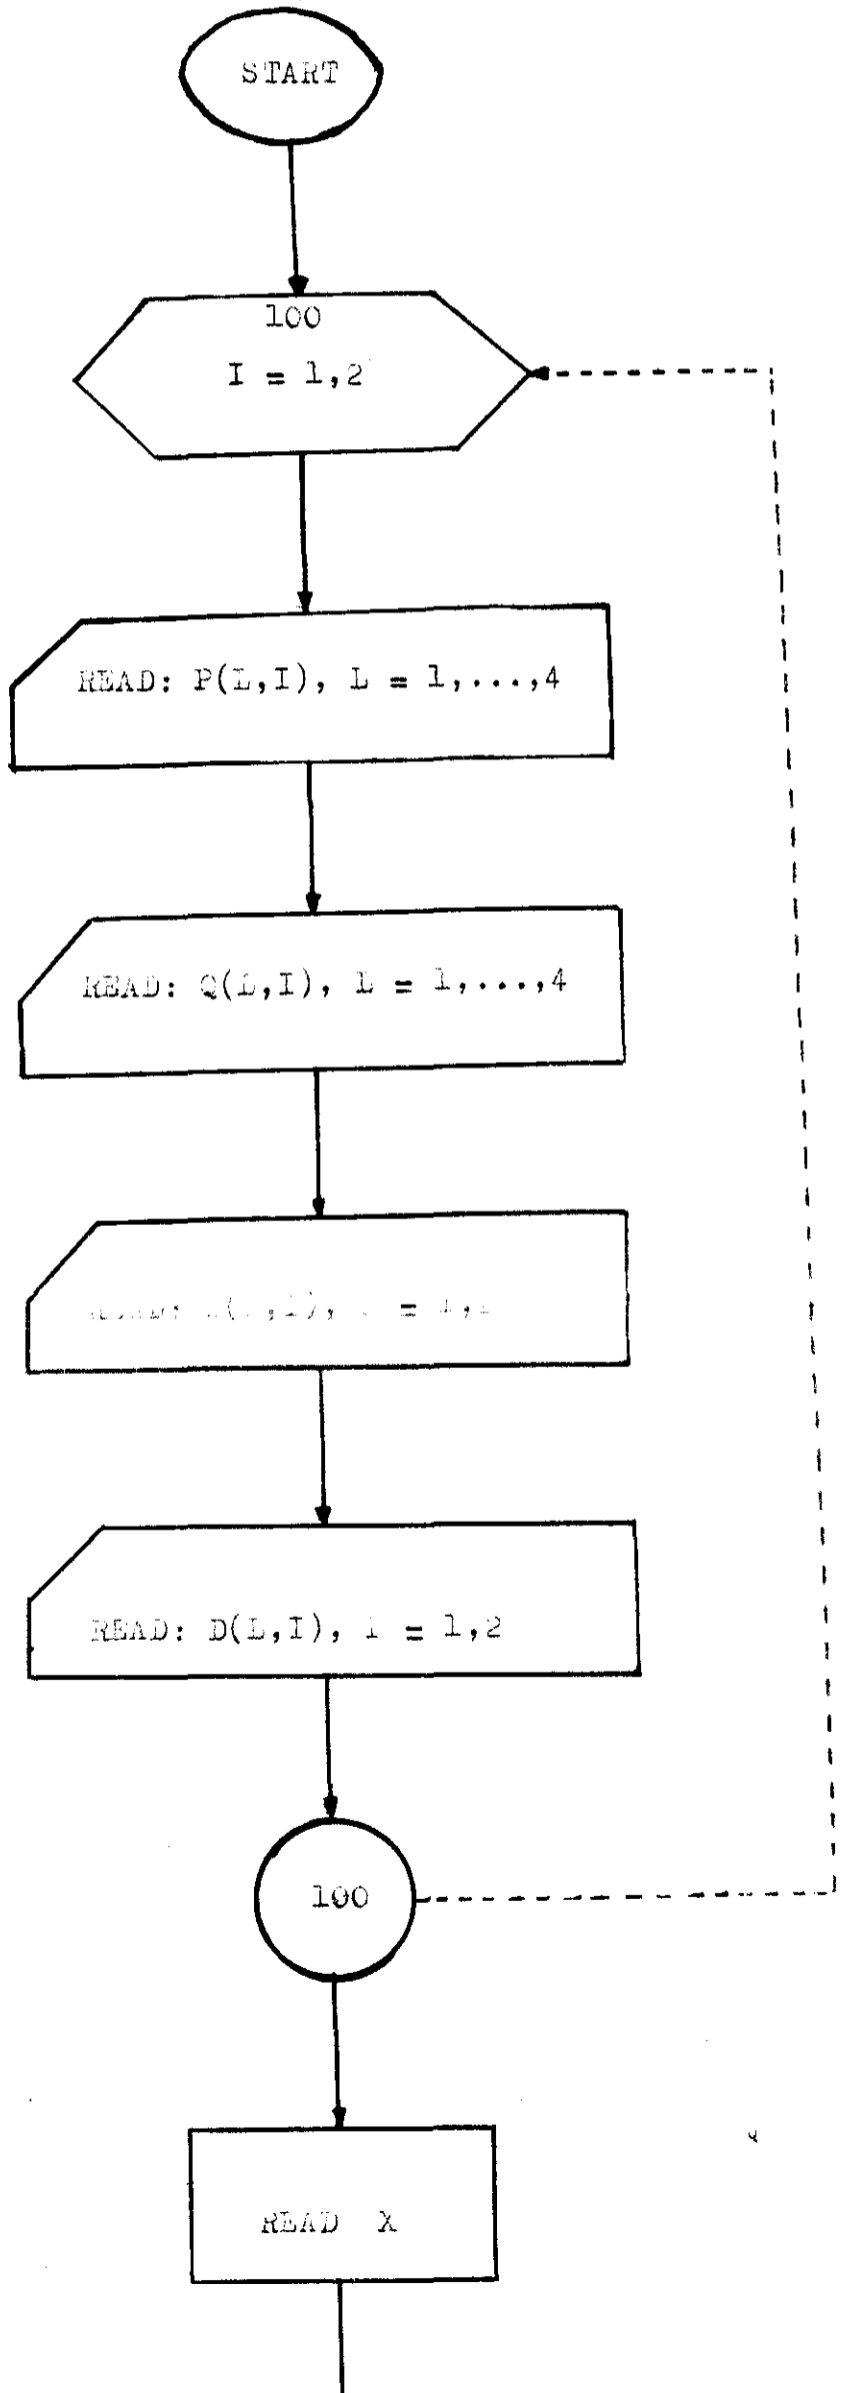 START
100
I = 1,2
READ: P(L,I), L = 1,...,4
READ: Q(L,I), L = 1,...,4
READ: D(L,I), I = 1,2
100
READ X